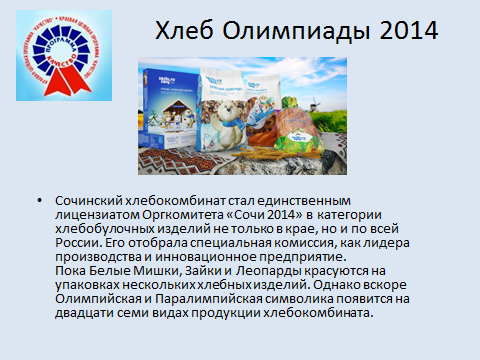 Хлеб Олимпиады 2014
ПРОГРАММА
КАЧЕСТВО
• Сочинский хлебокомбинат стал единственным
лицензиатом Оргкомитета «Сочи 2014» в категории
хлебобулочных изделий не только в крае, но и по всей
России. Его отобрала специальная комиссия, как лидера
производства и инновационное предприятие.
Пока Белые Мишки, Зайки и Леопарды красуются на
упаковках нескольких хлебных изделий. Однако вскоре
Олимпийская и Паралимпийская символика появится на
двадцати семи видах продукции хлебокомбината.